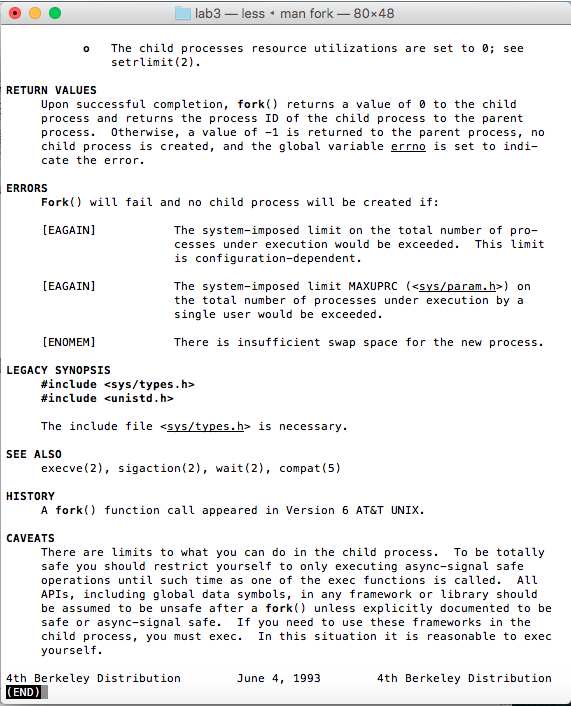 lab3 — less ◂ man fork — 80×48
o The child processes resource utilizations are set to 0; see
setrlimit(2).
RETURN VALUES
Upon successful completion, fork() returns a value of 0 to the child
process and returns the process ID of the child process to the parent
process. Otherwise, a value of -1 is returned to the parent process, no
child process is created, and the global variable errno is set to indi-
cate the error.
ERRORS
Fork() will fail and no child process will be created if:
[EAGAIN] The system-imposed limit on the total number of pro-
cesses under execution would be exceeded. This limit
is configuration-dependent.
[EAGAIN] The system-imposed limit MAXUPRC (<sys/param.h>) on
the total number of processes under execution by a
single user would be exceeded.
[ENOMEM] There is insufficient swap space for the new process.
LEGACY SYNOPSIS
#include <sys/types.h>
#include <unistd.h>
The include file <sys/types.h> is necessary.
SEE ALSO
execve(2), sigaction(2), wait(2), compat(5)
HISTORY
A fork() function call appeared in Version 6 AT&T UNIX.
CAVEATS
There are limits to what you can do in the child process. To be totally
safe you should restrict yourself to only executing async-signal safe
operations until such time as one of the exec functions is called. All
APIs, including global data symbols, in any framework or library should
be assumed to be unsafe after a fork() unless explicitly documented to be
safe or async-signal safe. If you need to use these frameworks in the
child process, you must exec. In this situation it is reasonable to exec
yourself.
4th Berkeley Distribution June 4, 1993 4th Berkeley Distribution
(END)